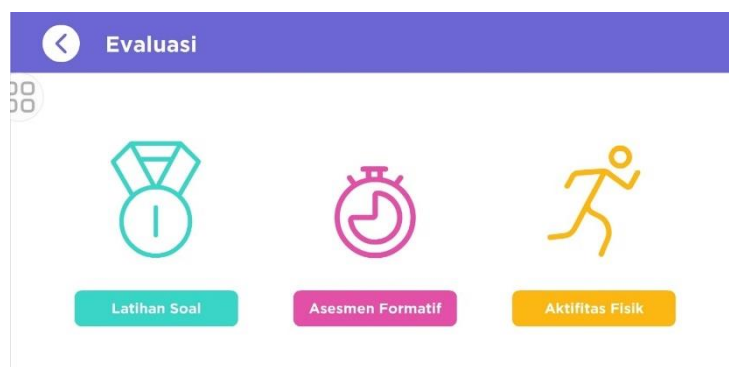 Evaluasi
Latihan Soal
Asesmen Formatif
Aktifitas Fisik